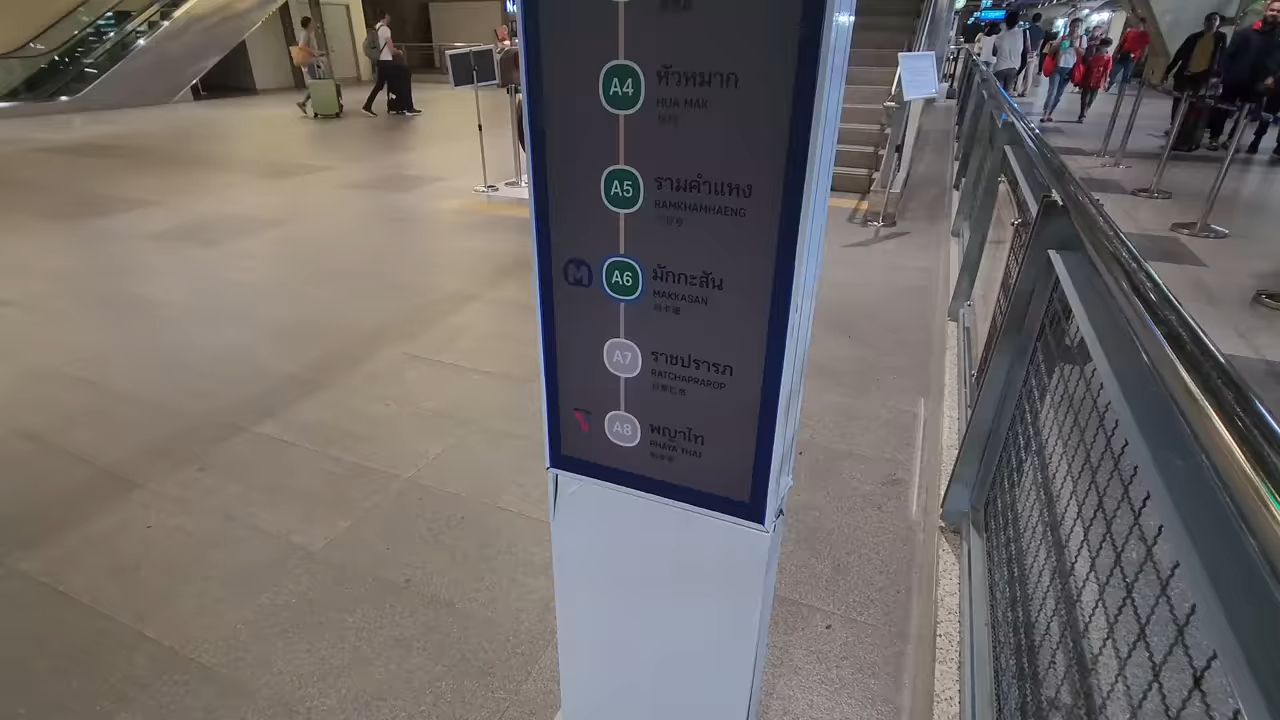 A4
หัวหมาก
HUA MAK
A5
รามคำแหง
RAMKHAMHAENG
M
A6
มักกะสัน
MAKKASAN
A7
ราชปรารภ
RATCHAPRAROP
A8
พญาไท
PHAYA THAI